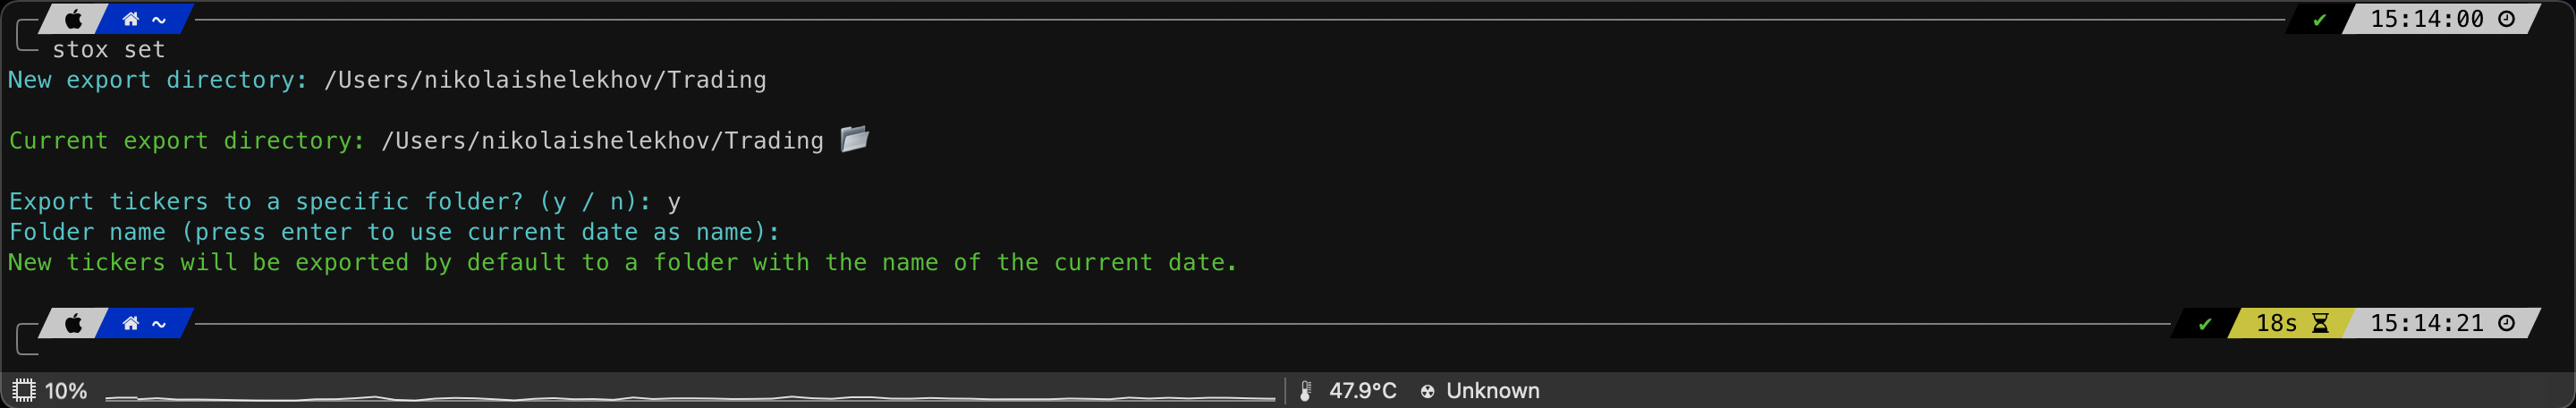 ~ ✔ 15:14:00
stox set
New export directory: /Users/nikolaishelekhov/Trading
Current export directory: /Users/nikolaishelekhov/Trading
Export tickers to a specific folder? (y / n): y
Folder name (press enter to use current date as name):
New tickers will be exported by default to a folder with the name of the current date.
~ ✔ 18s 15:14:21
10% 47.9°C Unknown